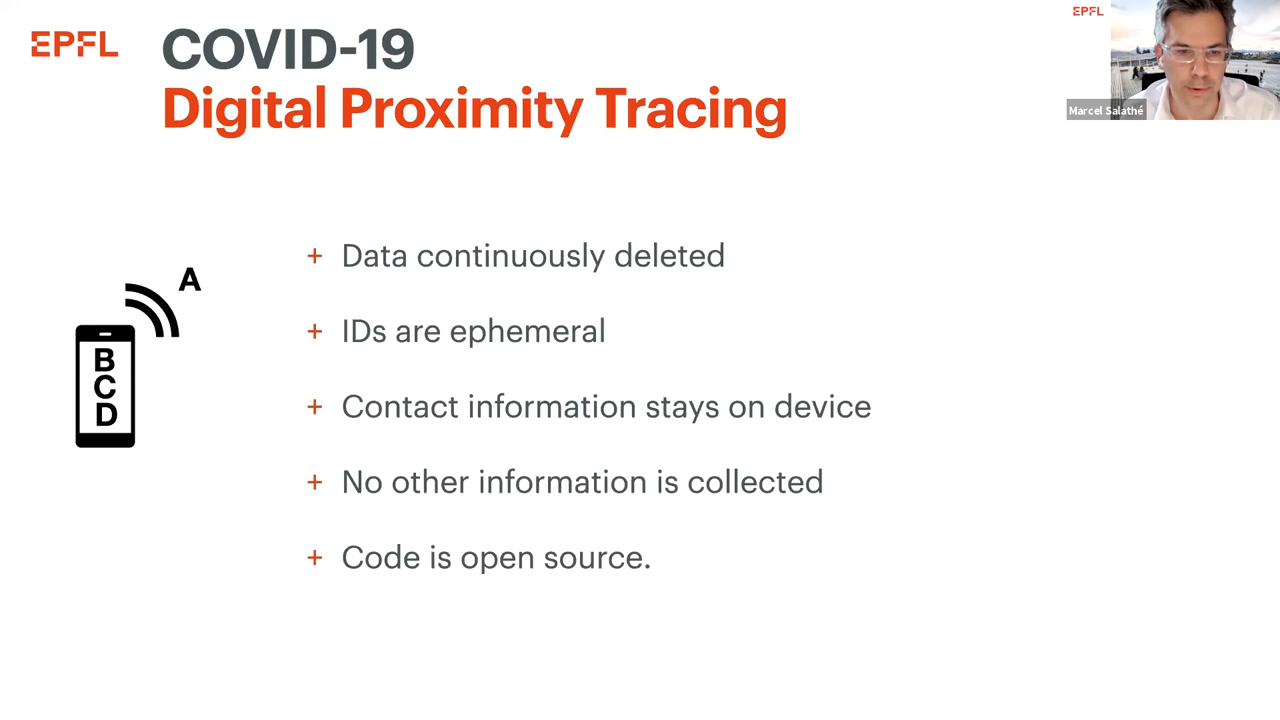 EPFL
COVID-19
Digital Proximity Tracing
EPFL
Marcel Salathé
A
B
C
D
+ Data continuously deleted
+ IDs are ephemeral
+ Contact information stays on device
+ No other information is collected
+ Code is open source.